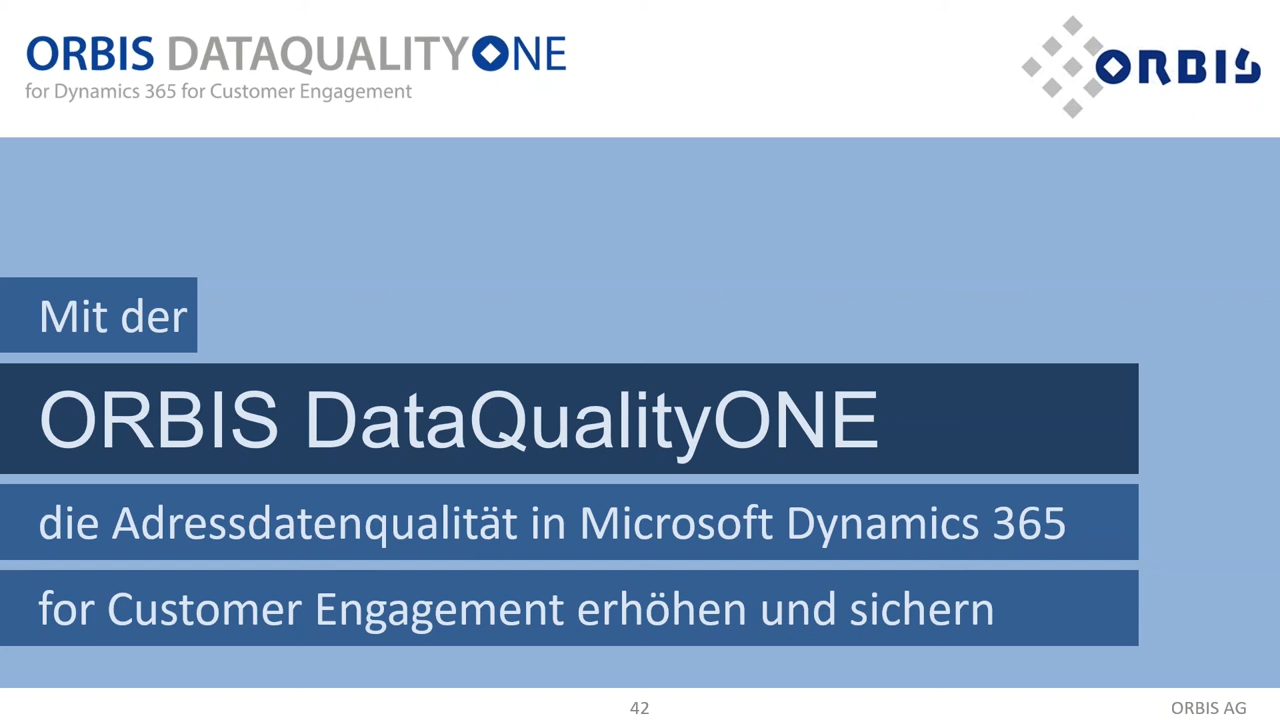 ORBIS DATAQUALITYONE
for Dynamics 365 for Customer Engagement
ORBIS
Mit der
ORBIS DataQualityONE
die Adressdatenqualität in Microsoft Dynamics 365
for Customer Engagement erhöhen und sichern
42
ORBIS AG